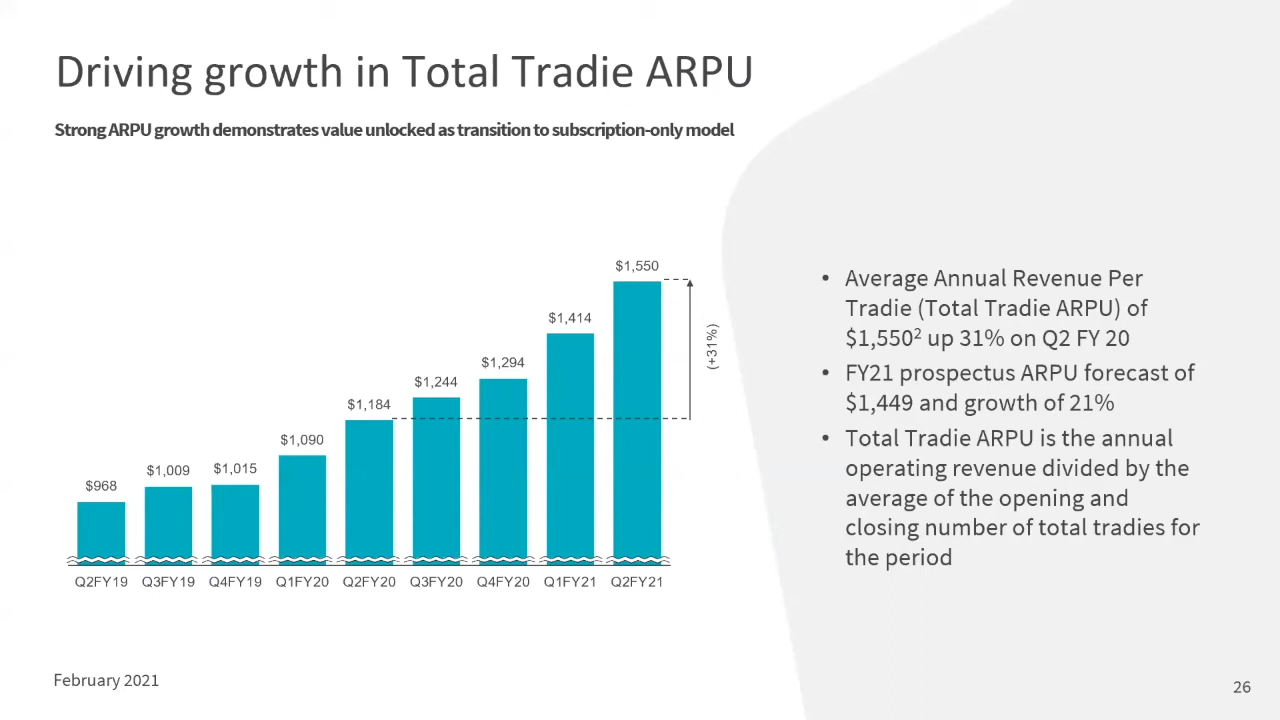 Driving growth in Total Tradie ARPU
Strong ARPU growth demonstrates value unlocked as transition to subscription-only model
$968
$1,009
$1,015
$1,090
$1,184
$1,244
$1,294
$1,414
$1,550
(+31%)
Q2FY19 Q3FY19 Q4FY19 Q1FY20 Q2FY20 Q3FY20 Q4FY20 Q1FY21 Q2FY21
• Average Annual Revenue Per
Tradie (Total Tradie ARPU) of
$1,550² up 31% on Q2 FY 20
• FY21 prospectus ARPU forecast of
$1,449 and growth of 21%
• Total Tradie ARPU is the annual
operating revenue divided by the
average of the opening and
closing number of total tradies for
the period
February 2021
26